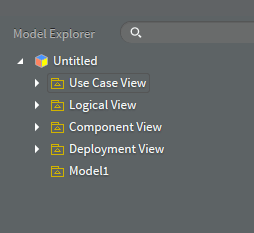 Model Explorer
Untitled
Use Case View
Logical View
Component View
Deployment View
Model1